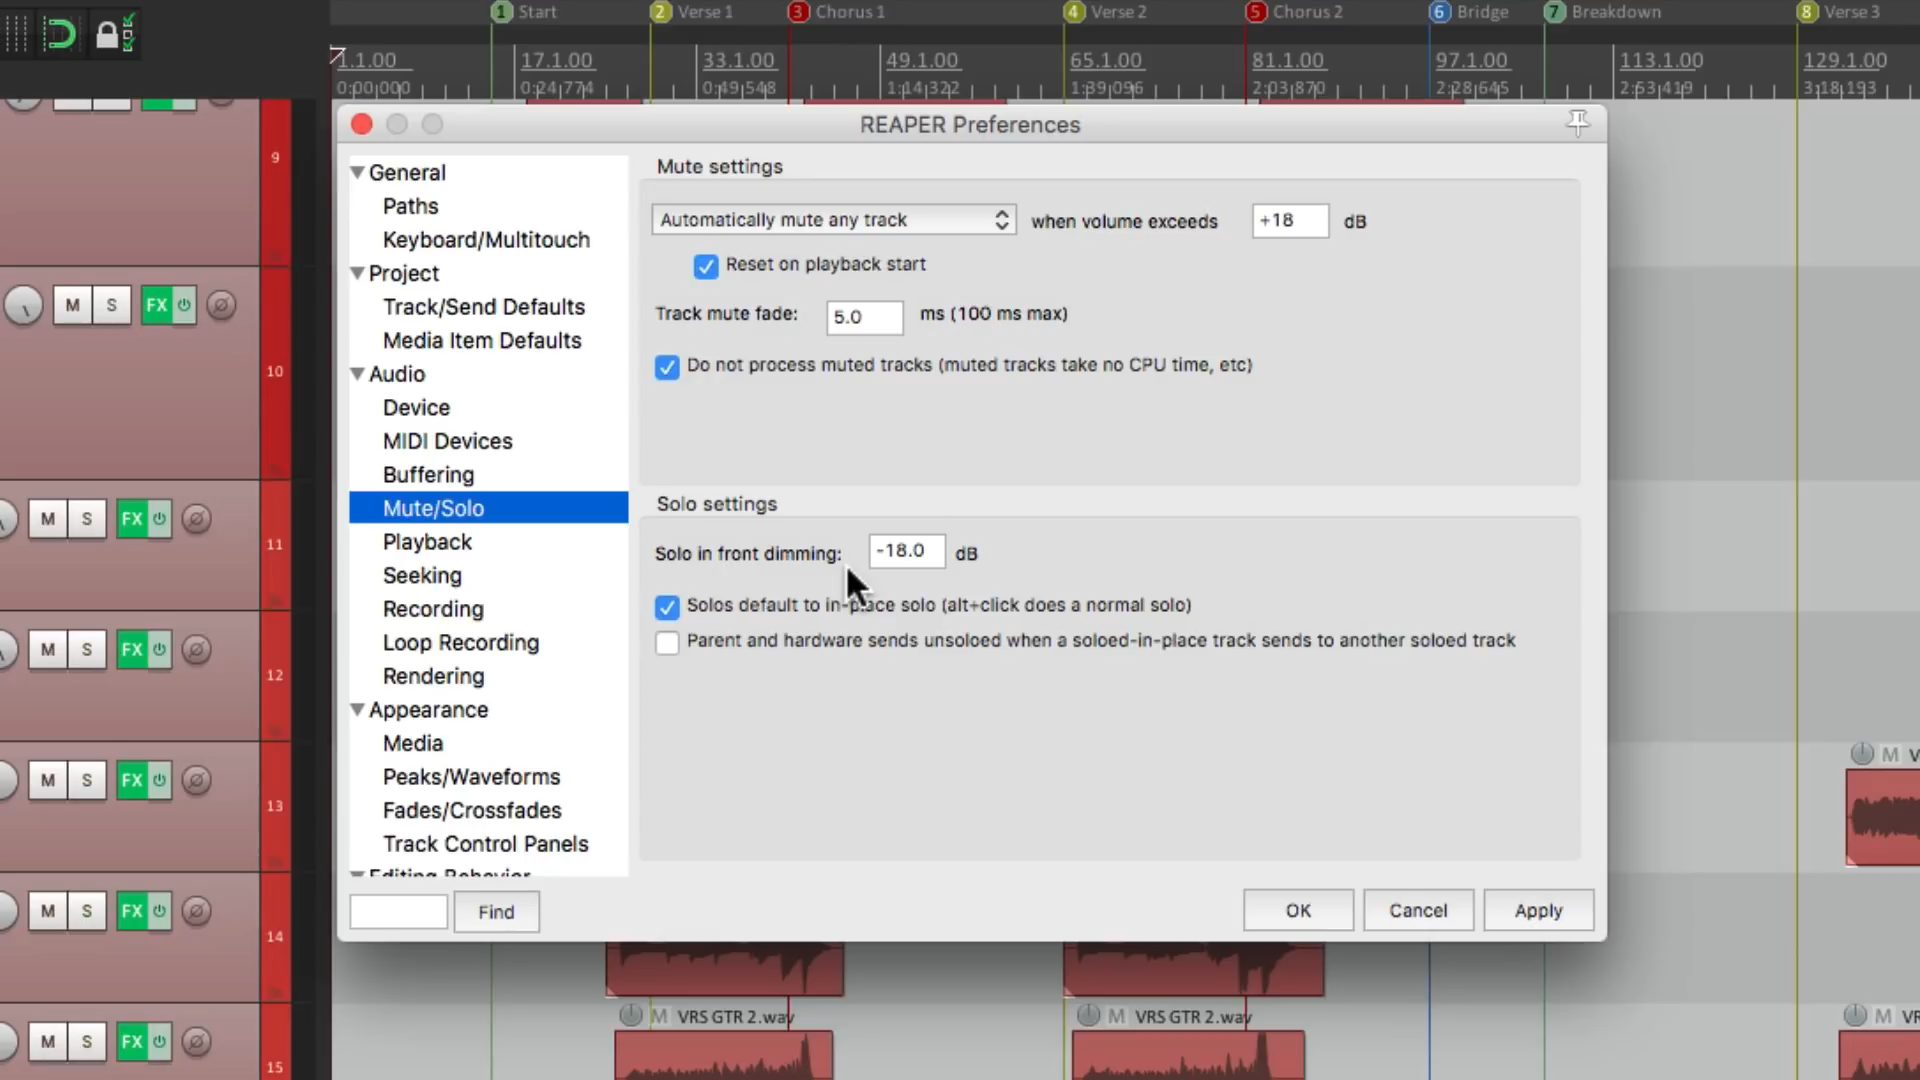 1 Start
2 Verse 1
3 Chorus 1
4 Verse 2
5 Chorus 2
6 Bridge
7 Breakdown
8 Verse 3
1.1.00
17.1.00
33.1.00
49.1.00
65.1.00
81.1.00
97.1.00
113.1.00
129.1.00
0:00,000
0:24,774
0:49,548
1:14,322
1:39,096
2:03,870
2:28,645
2:53,419
3:18,193
REAPER Preferences
General
Paths
Keyboard/Multitouch
Project
Track/Send Defaults
Media Item Defaults
Audio
Device
MIDI Devices
Buffering
Mute/Solo
Playback
Seeking
Recording
Loop Recording
Rendering
Appearance
Media
Peaks/Waveforms
Fades/Crossfades
Track Control Panels
Editing Behavior
Find
Mute settings
Automatically mute any track when volume exceeds +18 dB
Reset on playback start
Track mute fade: 5.0 ms (100 ms max)
Do not process muted tracks (muted tracks take no CPU time, etc)
Solo settings
Solo in front dimming: -18.0 dB
Solos default to in-place solo (alt+click does a normal solo)
Parent and hardware sends unsoloed when a soloed-in-place track sends to another soloed track
OK
Cancel
Apply
9
M S FX 10
M S FX 11
M S FX 12
M S FX 13
M S FX 14
M S FX 15
M
M VRS GTR 2.wav
M VRS GTR 2.wav
M